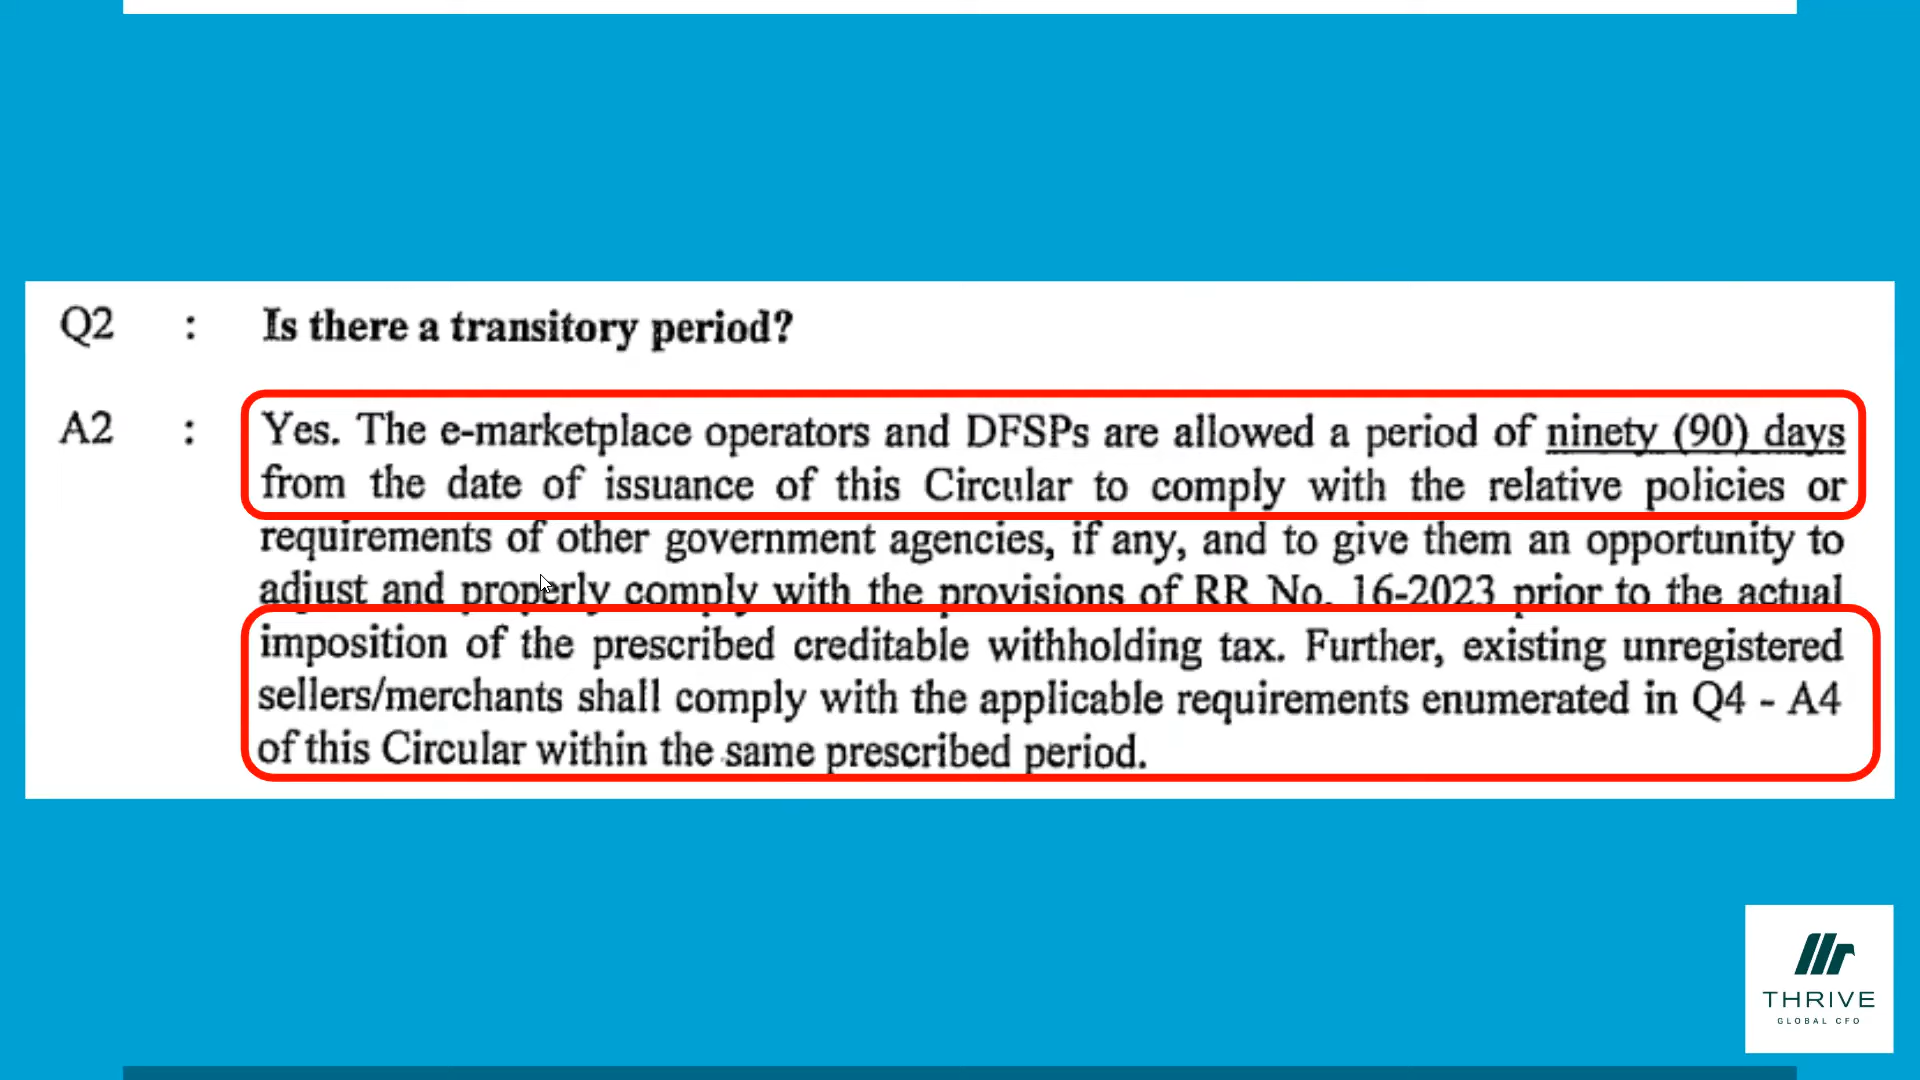 Q2 : Is there a transitory period?
A2 : Yes. The e-marketplace operators and DFSPs are allowed a period of ninety (90) days
from the date of issuance of this Circular to comply with the relative policies or
requirements of other government agencies, if any, and to give them an opportunity to
adjust and properly comply with the provisions of RR No. 16-2023 prior to the actual
imposition of the prescribed creditable withholding tax. Further, existing unregistered
sellers/merchants shall comply with the applicable requirements enumerated in Q4 - A4
of this Circular within the same prescribed period.
THRIVE
GLOBAL CFO